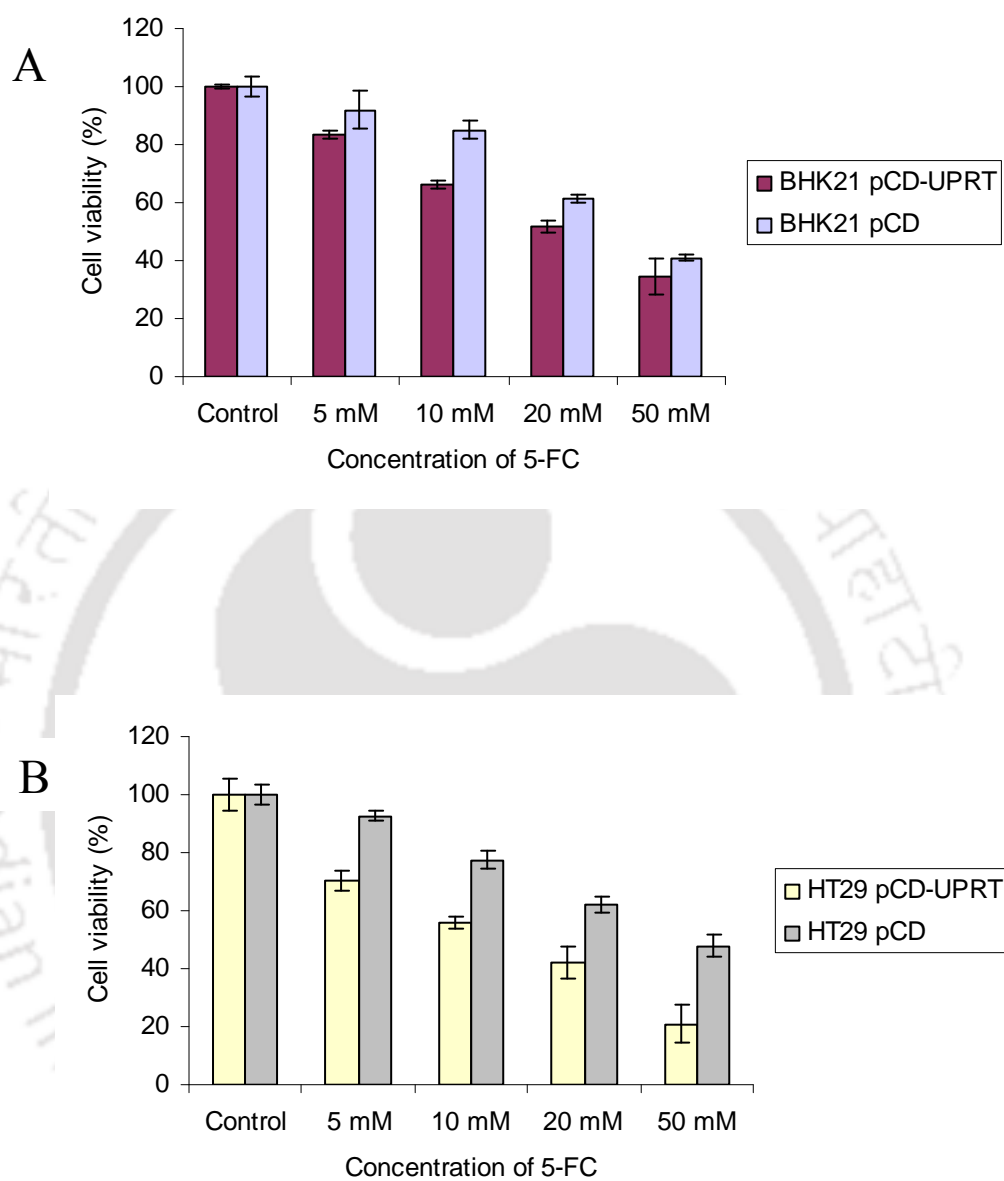 A
120
100
80
60
40
20
0
Cell viability (%)
Control 5 mM 10 mM 20 mM 50 mM
Concentration of 5-FC
BHK21 pCD-UPRT
BHK21 pCD
B
120
100
80
60
40
20
0
Cell viability (%)
Control 5 mM 10 mM 20 mM 50 mM
Concentration of 5-FC
HT29 pCD-UPRT
HT29 pCD